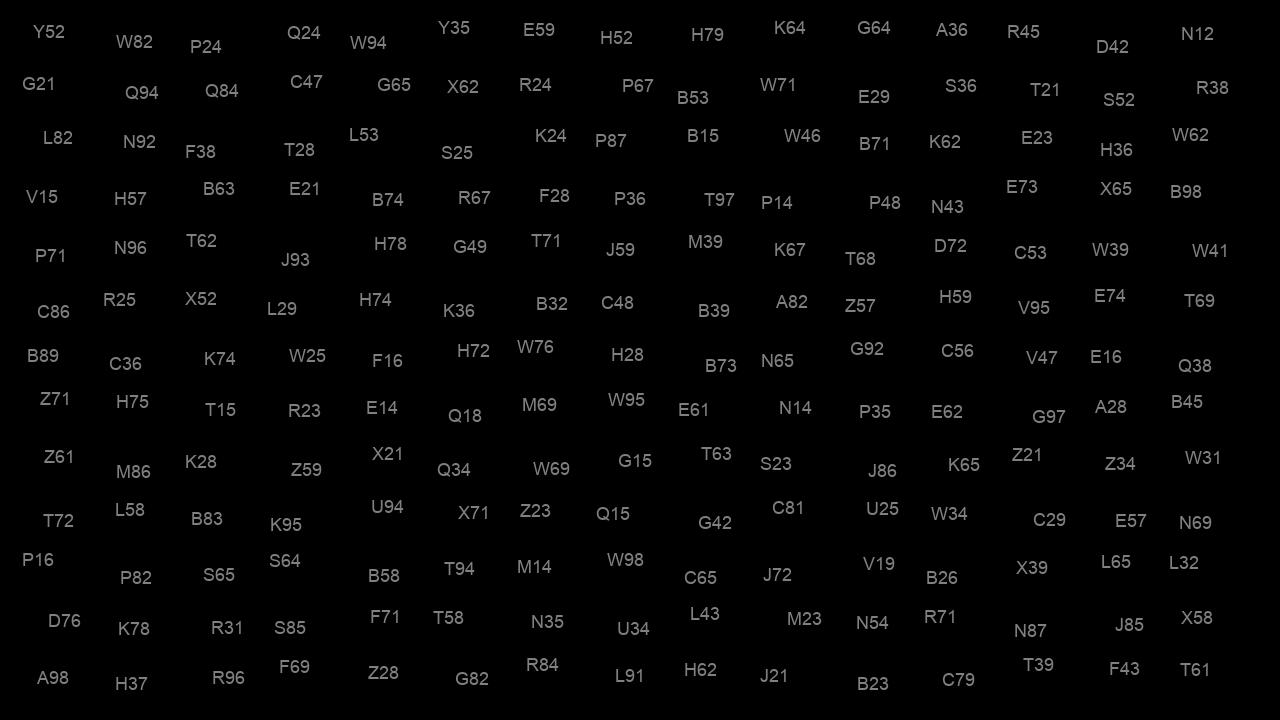 Y52 W82 P24 Q24 W94 Y35 E59 H52 H79 K64 G64 A36 R45 D42 N12
G21 Q94 Q84 C47 G65 X62 R24 P67 B53 W71 E29 S36 T21 S52 R38
L82 N92 F38 T28 L53 S25 K24 P87 B15 W46 B71 K62 E23 H36 W62
V15 H57 B63 E21 B74 R67 F28 P36 T97 P14 P48 N43 E73 X65 B98
P71 N96 T62 J93 H78 G49 T71 J59 M39 K67 T68 D72 C53 W39 W41
C86 R25 X52 L29 H74 K36 B32 C48 B39 A82 Z57 H59 V95 E74 T69
B89 C36 K74 W25 F16 H72 W76 H28 B73 N65 G92 C56 V47 E16 Q38
Z71 H75 T15 R23 E14 Q18 M69 W95 E61 N14 P35 E62 G97 A28 B45
Z61 M86 K28 Z59 X21 Q34 W69 G15 T63 S23 J86 K65 Z21 Z34 W31
T72 L58 B83 K95 U94 X71 Z23 Q15 G42 C81 U25 W34 C29 E57 N69
P16 P82 S65 S64 B58 T94 M14 W98 C65 J72 V19 B26 X39 L65 L32
D76 K78 R31 S85 F71 T58 N35 U34 L43 M23 N54 R71 N87 J85 X58
A98 H37 R96 F69 Z28 G82 R84 L91 H62 J21 B23 C79 T39 F43 T61